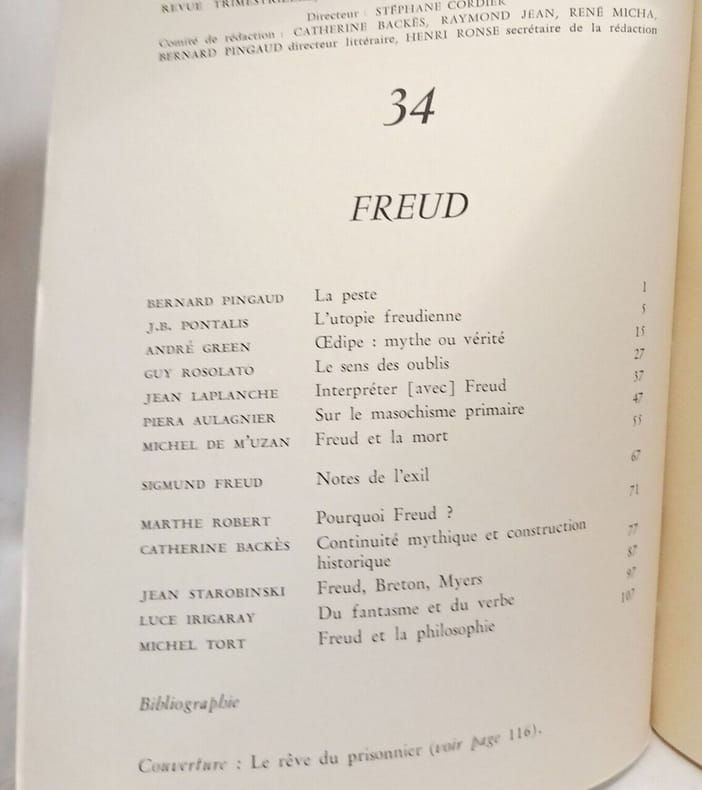 REVUE TRIMESTRIELLE
Directeur : STÉPHANE CORDIER
Comité de rédaction : CATHERINE BACKÈS, RAYMOND JEAN, RENÉ MICHA,
BERNARD PINGAUD directeur littéraire, HENRI RONSE secrétaire de la rédaction
34
FREUD
BERNARD PINGAUD La peste 1
J.B. PONTALIS L'utopie freudienne 5
ANDRÉ GREEN Œdipe : mythe ou vérité 15
GUY ROSOLATO Le sens des oublis 27
JEAN LAPLANCHE Interpréter [avec] Freud 37
PIERA AULAGNIER Sur le masochisme primaire 47
MICHEL DE M'UZAN Freud et la mort 55
SIGMUND FREUD Notes de l'exil 67
MARTHE ROBERT Pourquoi Freud ? 71
CATHERINE BACKÈS Continuité mythique et construction
historique 77
JEAN STAROBINSKI Freud, Breton, Myers 87
LUCE IRIGARAY Du fantasme et du verbe 97
MICHEL TORT Freud et la philosophie 107
Bibliographie
Couverture : Le rêve du prisonnier (voir page 116).